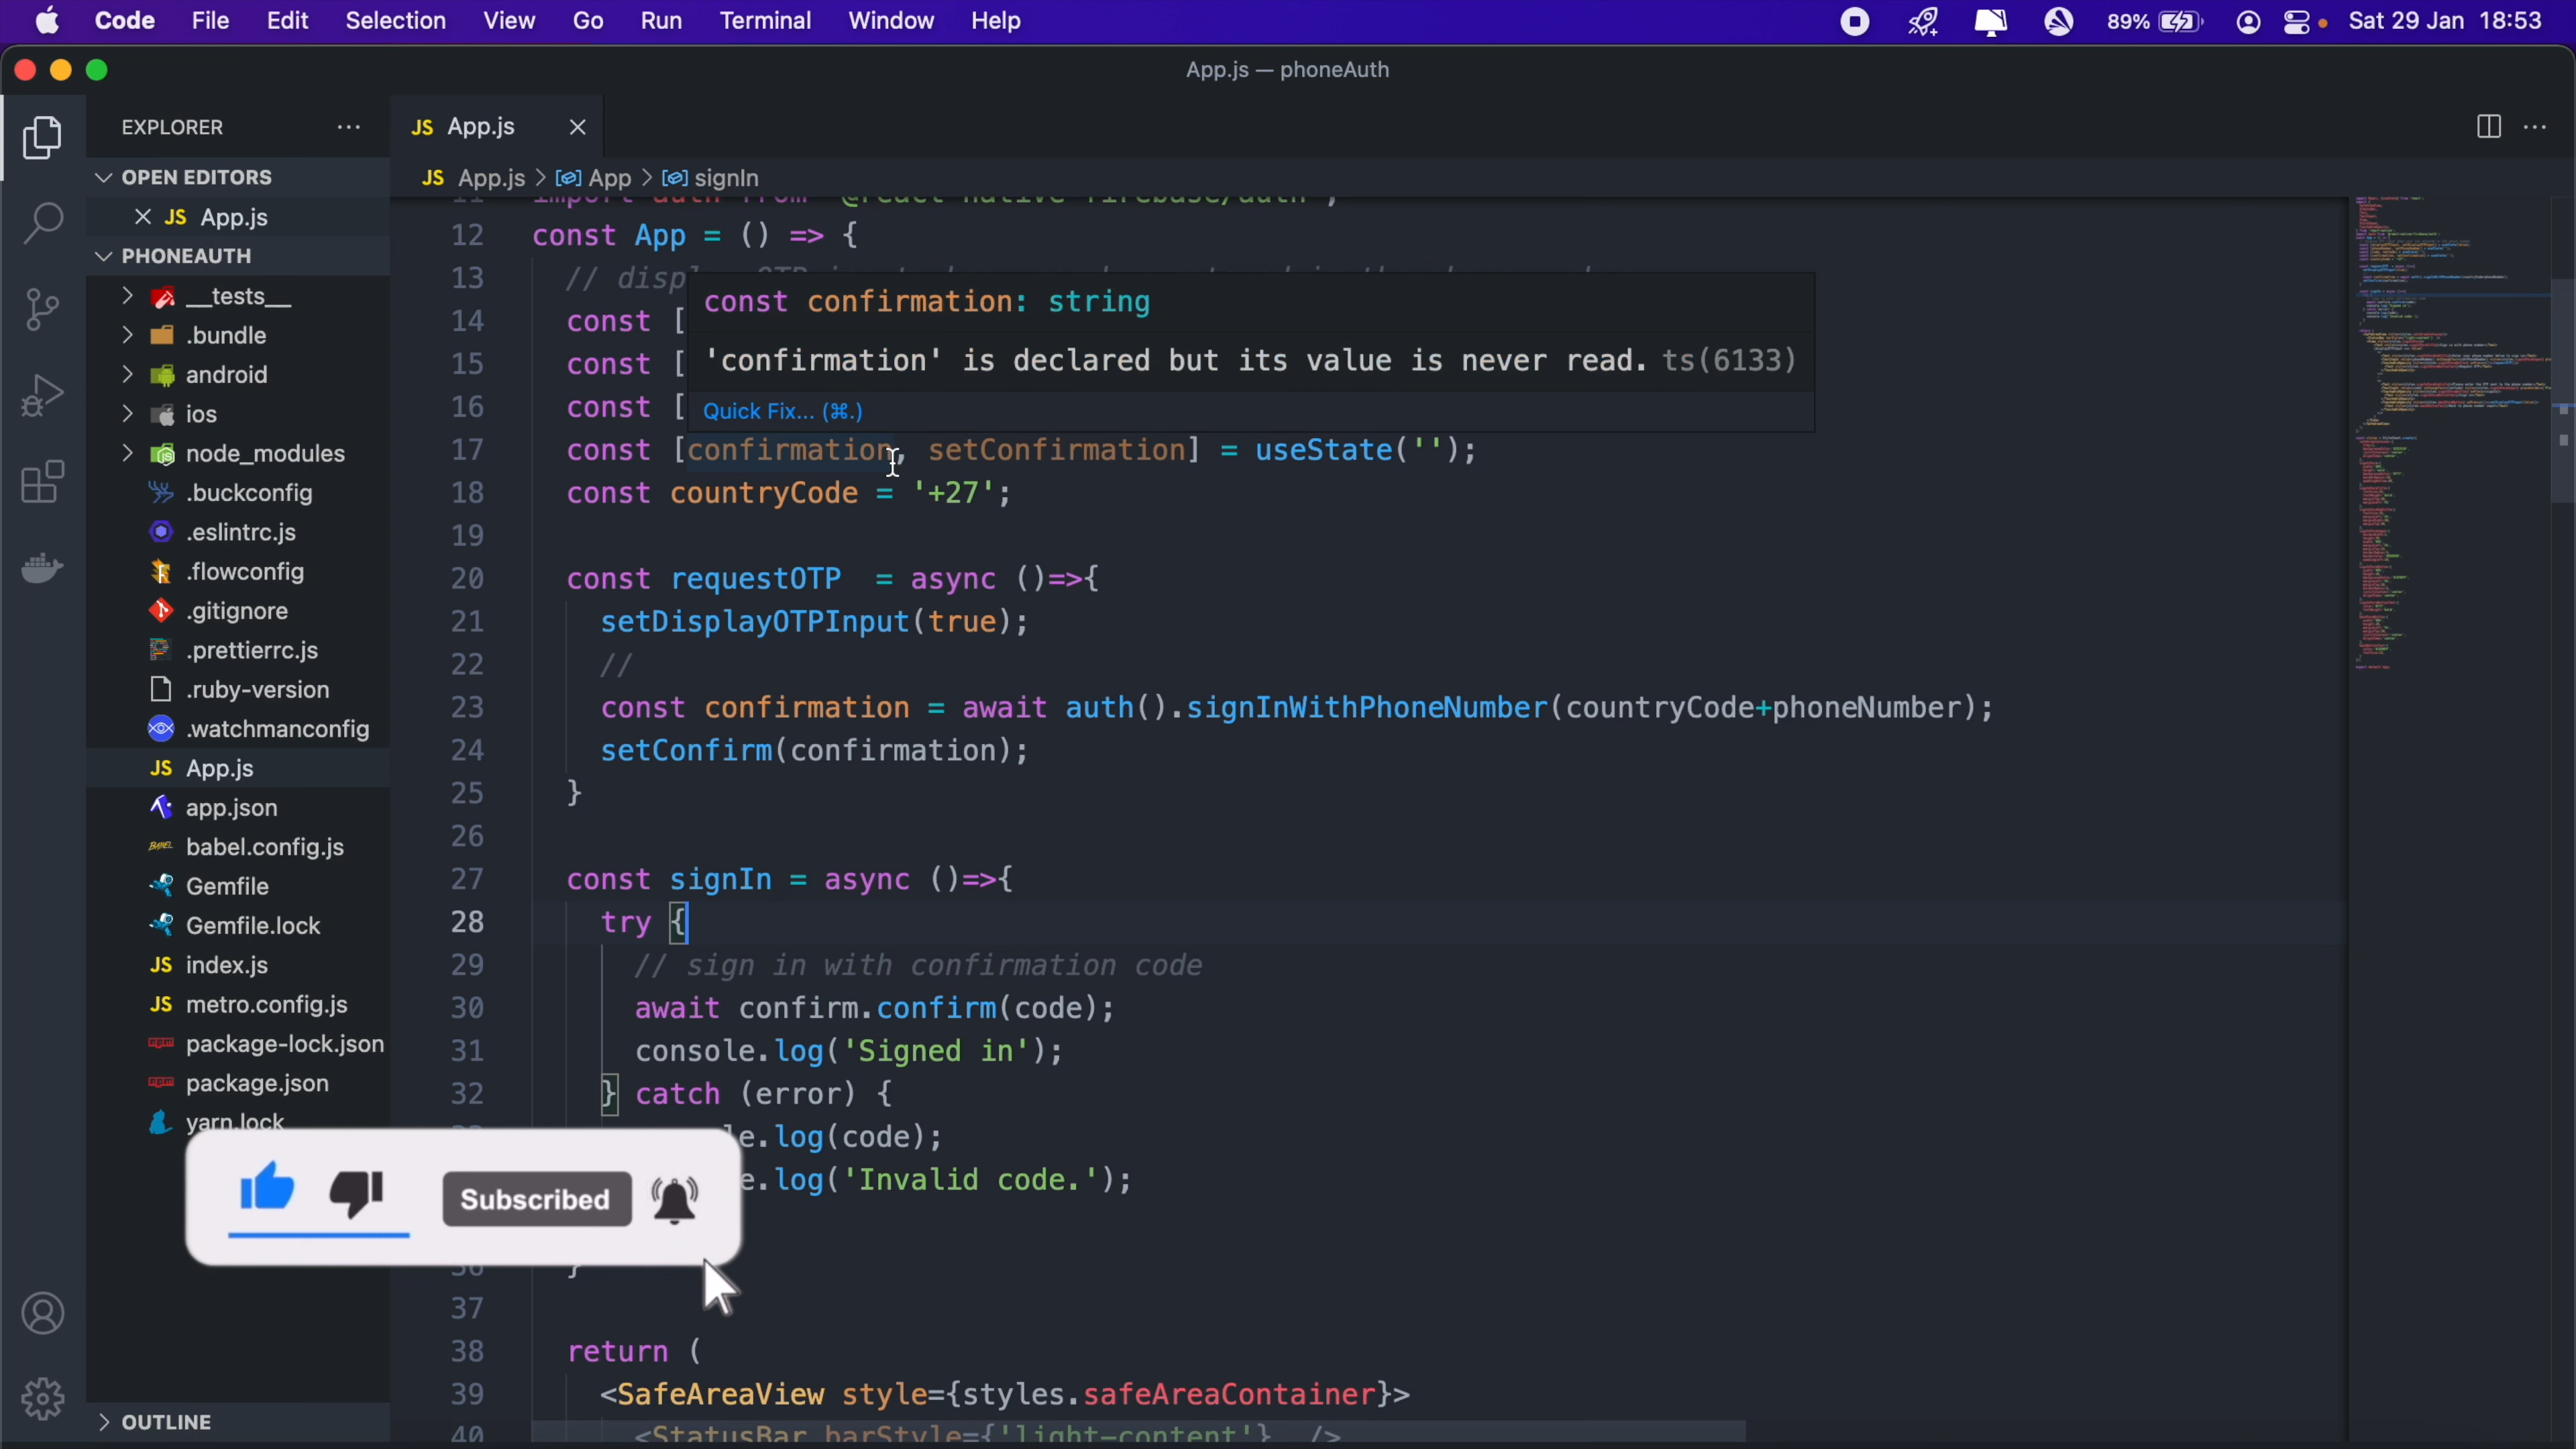 Code File Edit Selection View Go Run Terminal Window Help 89% Sat 29 Jan 18:53
App.js — phoneAuth
EXPLORER
JS App.js
OPEN EDITORS
JS App.js > App > signIn
JS App.js
PHONEAUTH
__tests__
.bundle
android
ios
node_modules
.buckconfig
.eslintrc.js
.flowconfig
.gitignore
.prettierrc.js
.ruby-version
.watchmanconfig
JS App.js
app.json
babel.config.js
Gemfile
Gemfile.lock
JS index.js
JS metro.config.js
package-lock.json
package.json
yarn.lock
OUTLINE
12 const App = () => {
13 // disp
const confirmation: string
14 const [
'confirmation' is declared but its value is never read. ts(6133)
15 const [
Quick Fix... (⌘.)
16 const [
17 const [confirmation, setConfirmation] = useState('');
18 const countryCode = '+27';
19
20 const requestOTP = async ()=>{
21 setDisplayOTPInput(true);
22 //
23 const confirmation = await auth().signInWithPhoneNumber(countryCode+phoneNumber);
24 setConfirm(confirmation);
25 }
26
27 const signIn = async ()=>{
28 try {
29 // sign in with confirmation code
30 await confirm.confirm(code);
31 console.log('Signed in');
32 } catch (error) {
le.log(code);
e.log('Invalid code.');
Subscribed
36 }
37
38 return (
39 <SafeAreaView style={styles.safeAreaContainer}>
40 <StatusBar barStyle={'light-content'} />